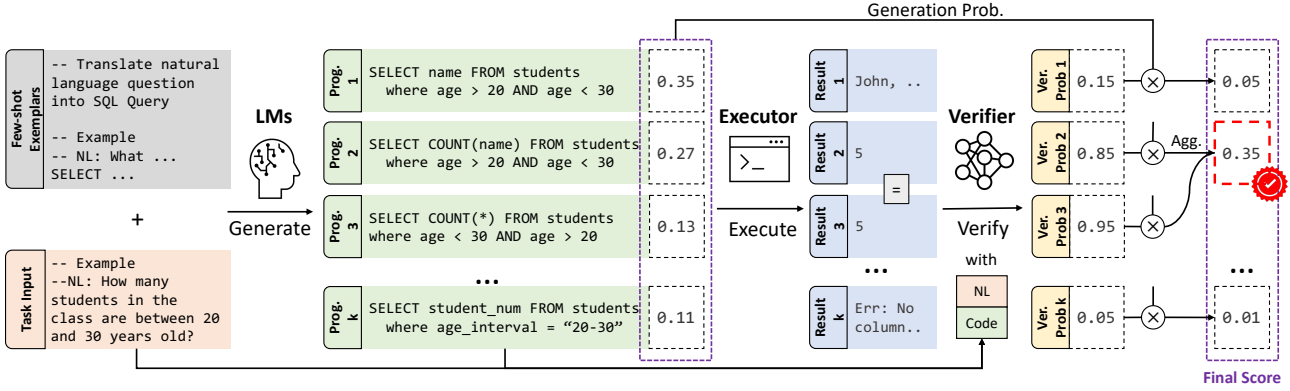 Generation Prob.
Few-shot
Exemplars
-- Translate natural
language question
into SQL Query
-- Example
-- NL: What ...
SELECT ...
+
Task Input
-- Example
--NL: How many
students in the
class are between 20
and 30 years old?
LMs
Generate
Prog.
1
SELECT name FROM students
where age > 20 AND age < 30
0.35
Prog.
2
SELECT COUNT(name) FROM students
where age > 20 AND age < 30
0.27
Prog.
3
SELECT COUNT(*) FROM students
where age < 30 AND age > 20
0.13
...
Prog.
k
SELECT student_num FROM students
where age_interval = “20-30”
0.11
Executor
>_
Execute
Result
1
John, ..
Result
2
5
=
Result
3
5
...
Result
k
Err: No
column..
Verifier
Verify
with
NL
Code
Ver.
Prob 1
0.15
×
0.05
Ver.
Prob 2
0.85
×
Agg.
0.35
Ver.
Prob 3
0.95
×
...
Ver.
Prob k
0.05
×
0.01
Final Score